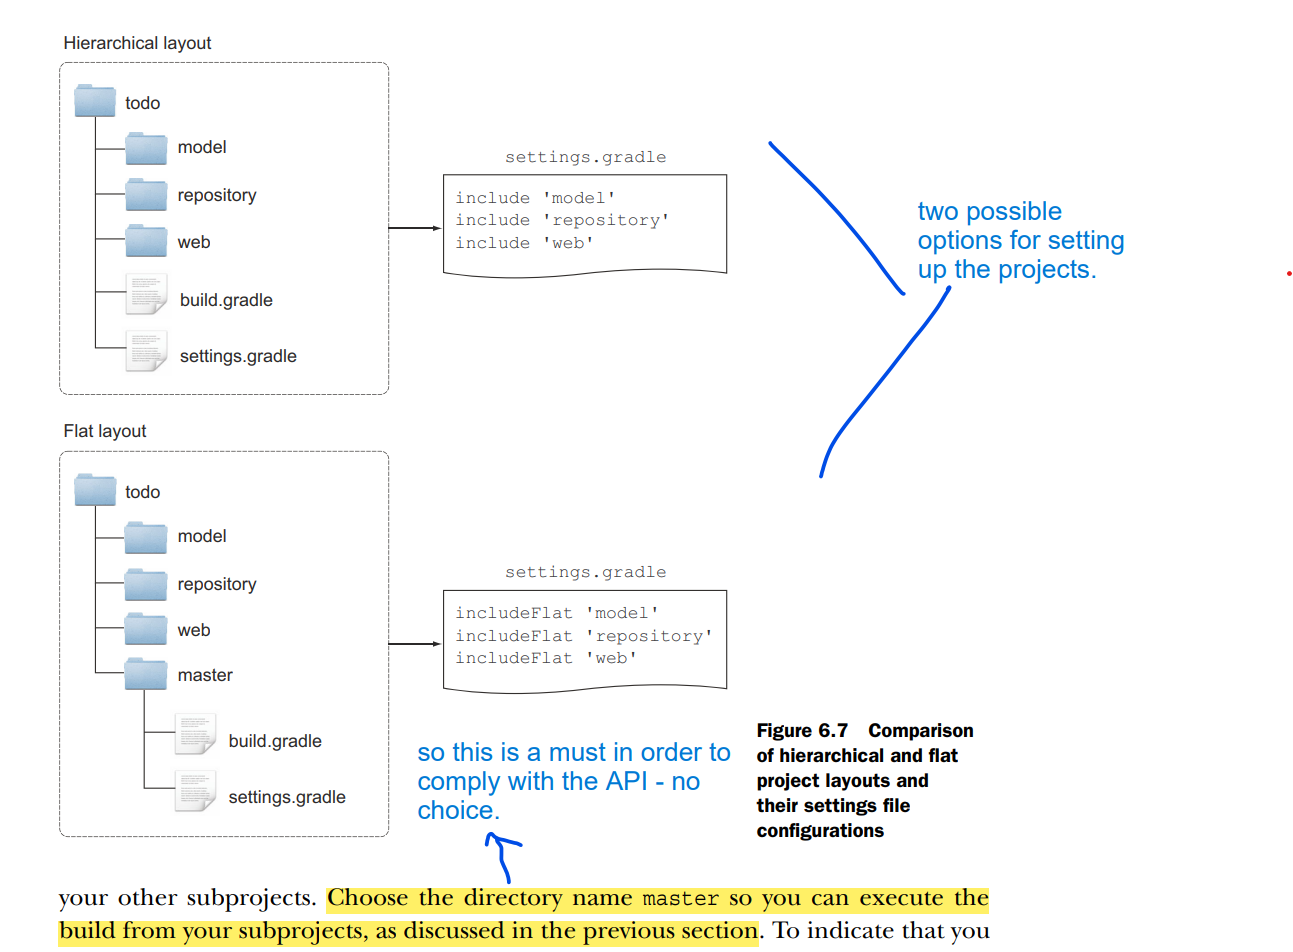 Hierarchical layout
todo
model
repository
web
build.gradle
settings.gradle
settings.gradle
include 'model'
include 'repository'
include 'web'
two possible
options for setting
up the projects.
Flat layout
todo
model
repository
web
master
build.gradle
settings.gradle
settings.gradle
includeFlat 'model'
includeFlat 'repository'
includeFlat 'web'
so this is a must in order to
comply with the API - no
choice.
Figure 6.7 Comparison
of hierarchical and flat
project layouts and
their settings file
configurations
your other subprojects. Choose the directory name master so you can execute the
build from your subprojects, as discussed in the previous section. To indicate that you